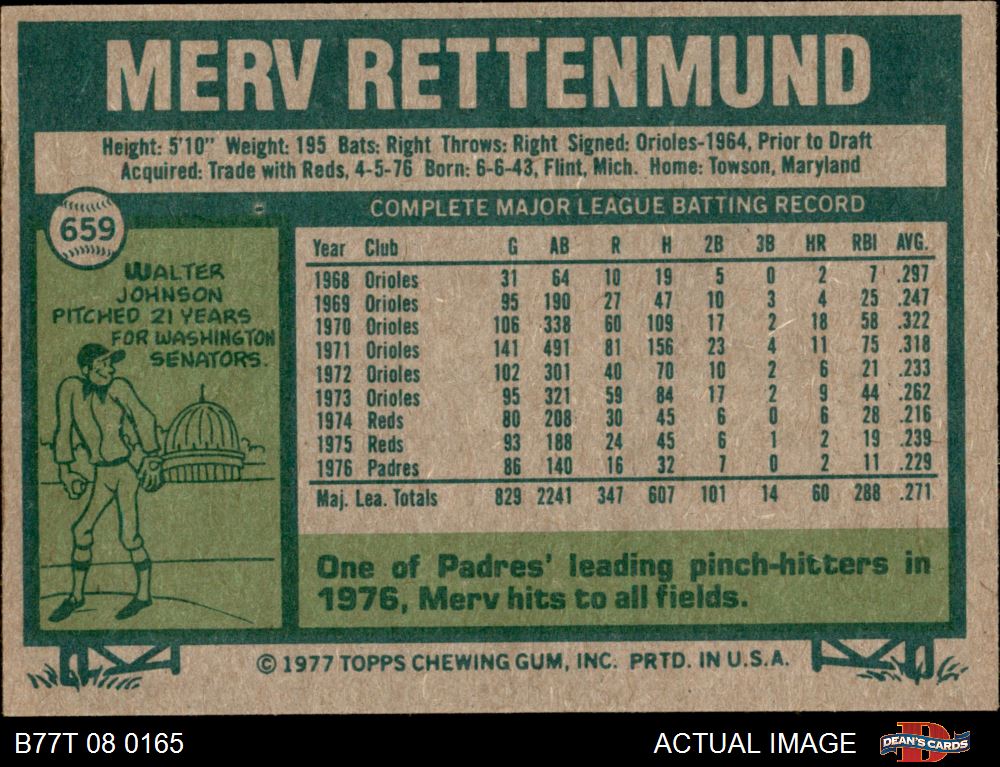 MERV RETTENMUND
Height: 5'10" Weight: 195 Bats: Right Throws: Right Signed: Orioles-1964, Prior to Draft
Acquired: Trade with Reds, 4-5-76 Born: 6-6-43, Flint, Mich. Home: Towson, Maryland
659
WALTER
JOHNSON
PITCHED 21 YEARS
FOR WASHINGTON
SENATORS.
COMPLETE MAJOR LEAGUE BATTING RECORD
Year Club G AB R H 2B 3B HR RBI AVG.
1968 Orioles 31 64 10 19 5 0 2 7 .297
1969 Orioles 95 190 27 47 10 3 4 25 .247
1970 Orioles 106 338 60 109 17 2 18 58 .322
1971 Orioles 141 491 81 156 23 4 11 75 .318
1972 Orioles 102 301 40 70 10 2 6 21 .233
1973 Orioles 95 321 59 84 17 2 9 44 .262
1974 Reds 80 208 30 45 6 0 6 28 .216
1975 Reds 93 188 24 45 6 1 2 19 .239
1976 Padres 86 140 16 32 7 0 2 11 .229
Maj. Lea. Totals 829 2241 347 607 101 14 60 288 .271
One of Padres' leading pinch-hitters in
1976, Merv hits to all fields.
© 1977 TOPPS CHEWING GUM, INC. PRTD. IN U.S.A.
B77T 08 0165 ACTUAL IMAGE DEAN'S CARDS